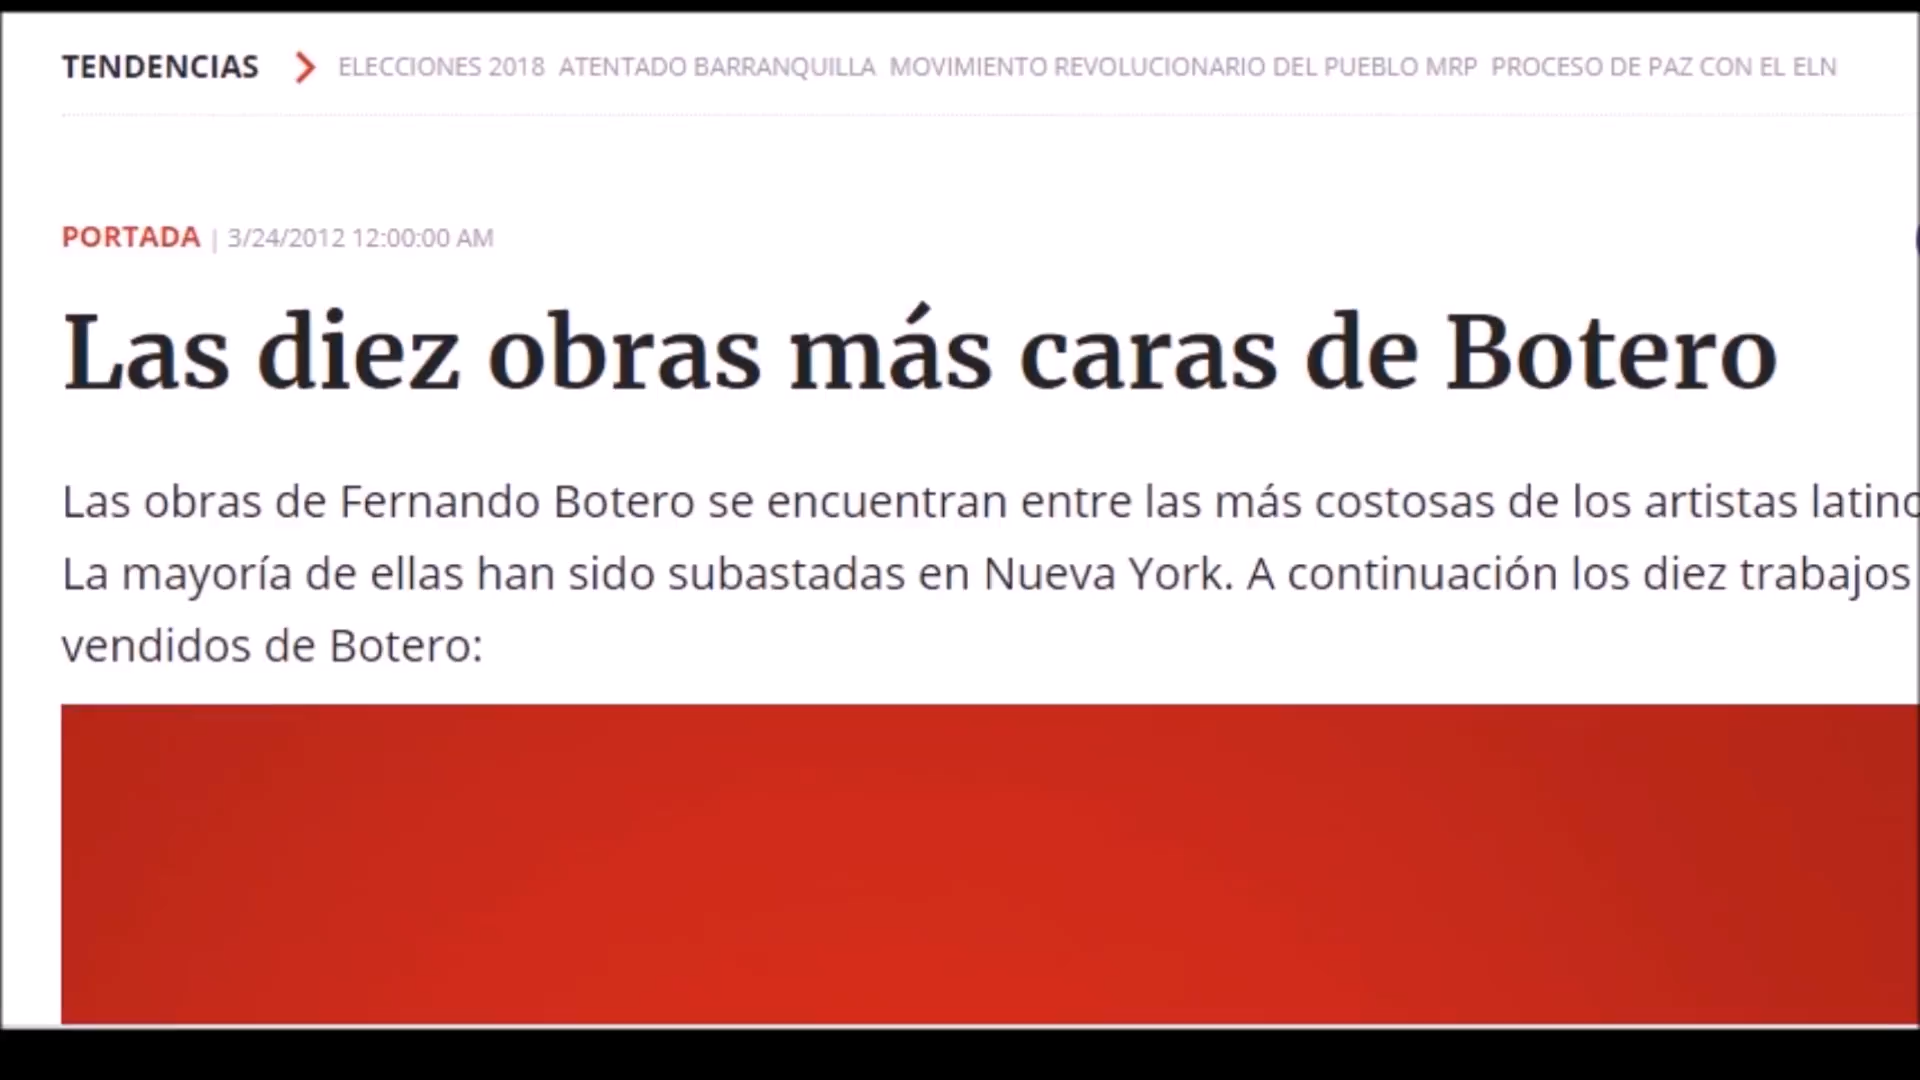 TENDENCIAS > ELECCIONES 2018 ATENTADO BARRANQUILLA MOVIMIENTO REVOLUCIONARIO DEL PUEBLO MRP PROCESO DE PAZ CON EL ELN
PORTADA | 3/24/2012 12:00:00 AM
Las diez obras más caras de Botero
Las obras de Fernando Botero se encuentran entre las más costosas de los artistas
La mayoría de ellas han sido subastadas en Nueva York. A continuación los diez trabajos
vendidos de Botero: